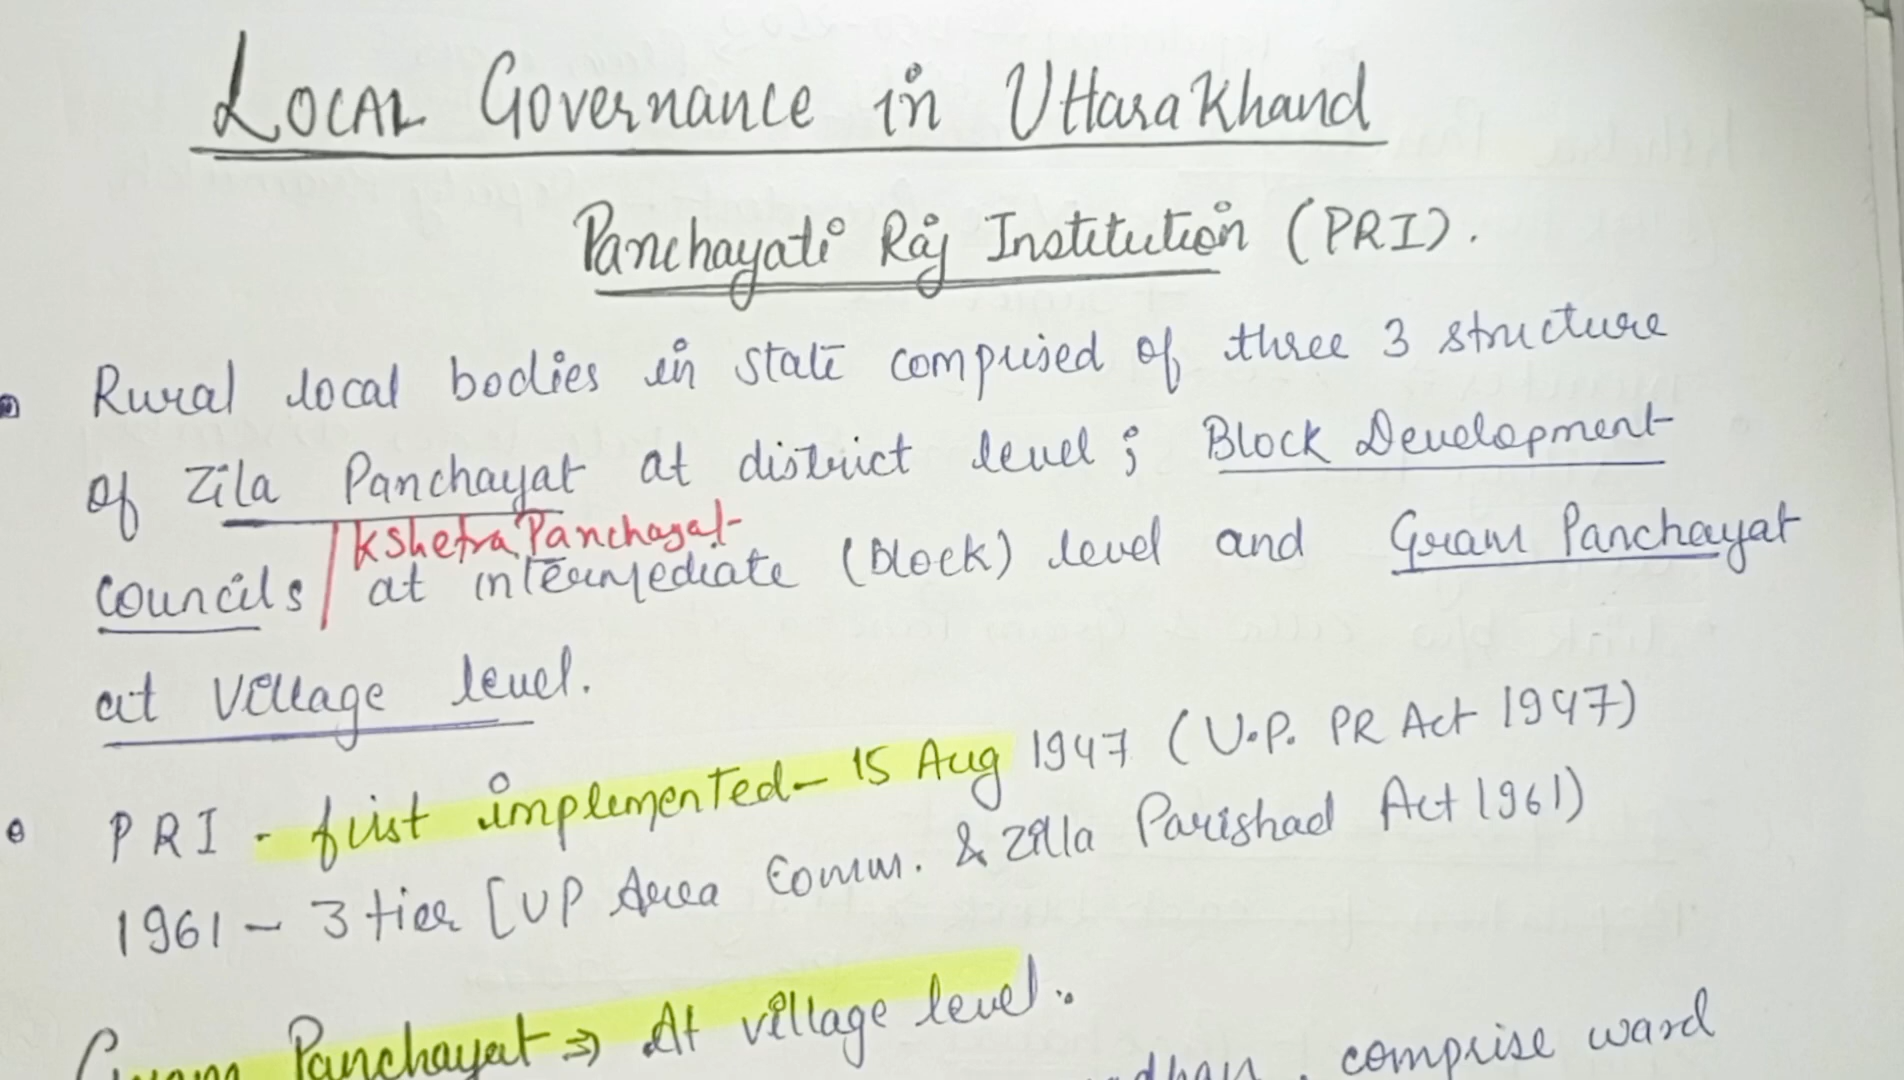 LOCAL Governance in Uttarakhand
Panchayati Raj Institution (PRI).
Rural local bodies in state comprised of three 3 structure
of Zila Panchayat at district level ; Block Development
Kshetra Panchayat
councils / at intermediate (block) level and Gram Panchayat
at village level.
PRI - first implemented - 15 Aug 1947 (U.P. PR Act 1947)
1961 - 3 tier [UP Area Comm. & Zilla Parishad Act 1961)
Gram Panchayat ⇒ At village level.
comprise ward